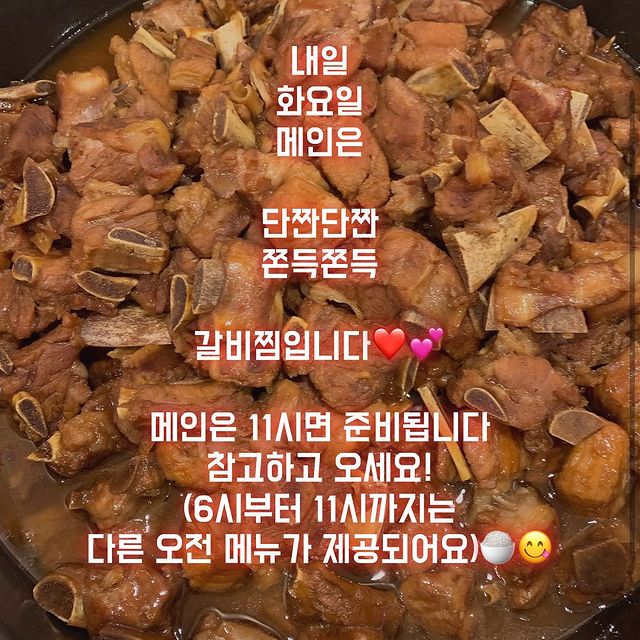 내일
화요일
메인은
단짠단짠
쫀득쫀득
갈비찜입니다❤️💕
메인은 11시면 준비됩니다
참고하고 오세요!
(6시부터 11시까지는
다른 오전 메뉴가 제공되어요)🍚😋